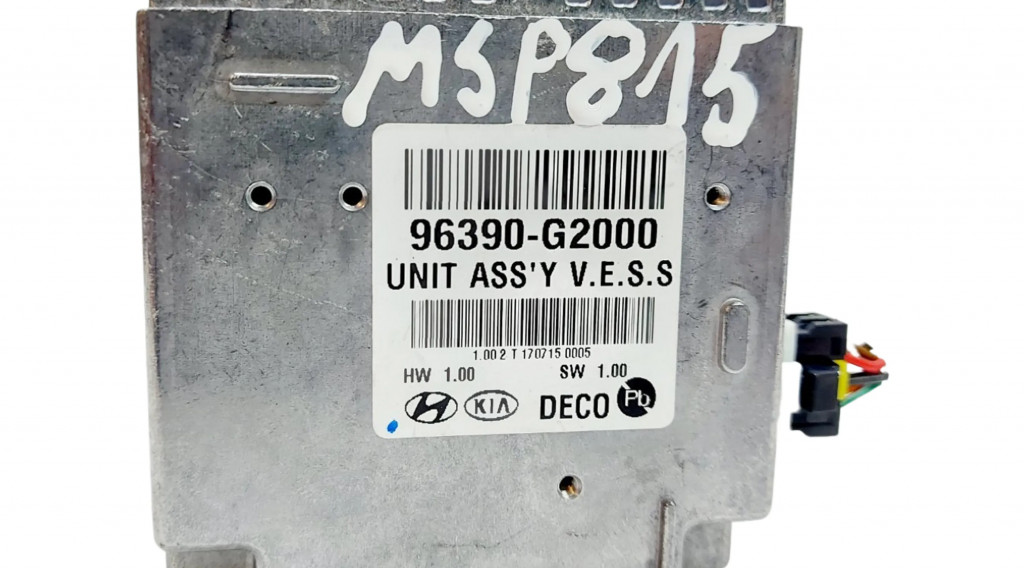 MSP815
96390-G2000
UNIT ASS'Y V.E.S.S
1.00 2 T 170715 0005
HW 1.00 SW 1.00
KIA DECO Pb